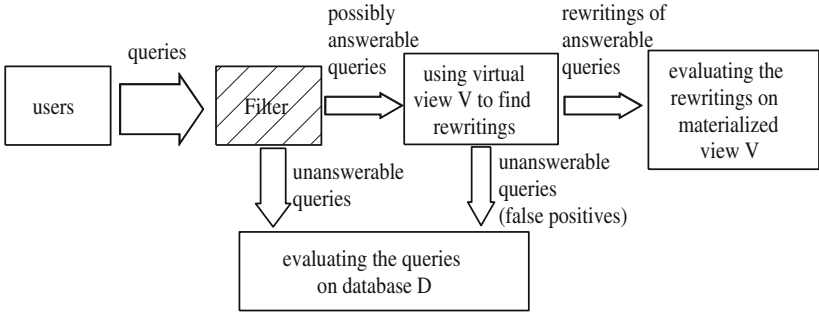 users
queries
Filter
possibly
answerable
queries
using virtual
view V to find
rewritings
rewritings of
answerable
queries
evaluating the
rewritings on
materialized
view V
unanswerable
queries
unanswerable
queries
(false positives)
evaluating the queries
on database D